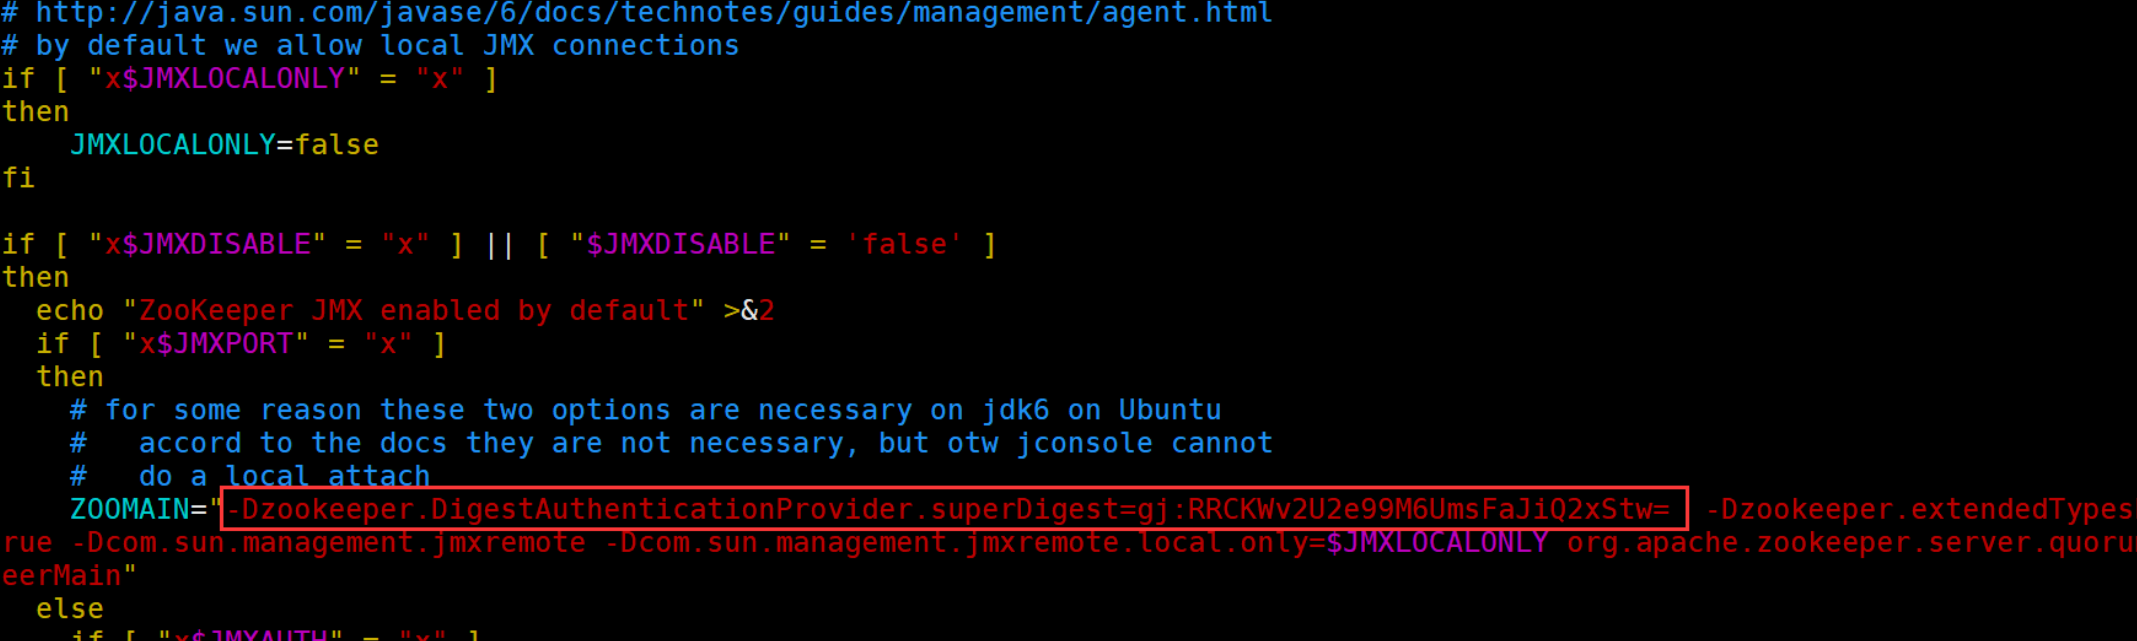 # http://java.sun.com/javase/6/docs/technotes/guides/management/agent.html
# by default we allow local JMX connections
if [ "x$JMXLOCALONLY" = "x" ]
then
    JMXLOCALONLY=false
fi

if [ "x$JMXDISABLE" = "x" ] || [ "$JMXDISABLE" = 'false' ]
then
  echo "ZooKeeper JMX enabled by default" >&2
  if [ "x$JMXPORT" = "x" ]
  then
    # for some reason these two options are necessary on jdk6 on Ubuntu
    #   accord to the docs they are not necessary, but otw jconsole cannot
    #   do a local attach
    ZOOMAIN="-Dzookeeper.DigestAuthenticationProvider.superDigest=gj:RRCKWv2U2e99M6UmsFaJiQ2xStw=  -Dzookeeper.extendedTypes
rue -Dcom.sun.management.jmxremote -Dcom.sun.management.jmxremote.local.only=$JMXLOCALONLY org.apache.zookeeper.server.quoru
eerMain"
  else
    if [ "x$JMXAUTH" = "x" ]